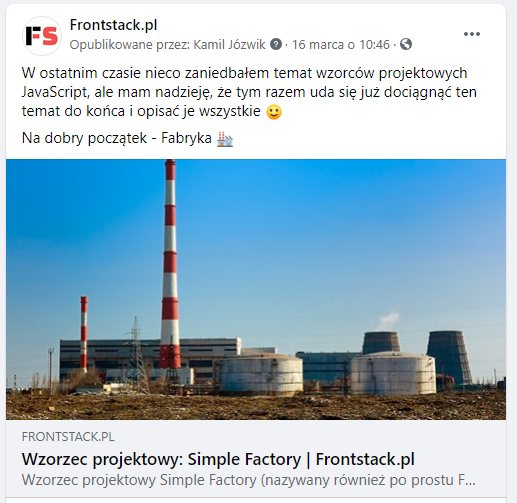 FS
Frontstack.pl
Opublikowane przez: Kamil Józwik · 16 marca o 10:46 ·
W ostatnim czasie nieco zaniedbałem temat wzorców projektowych
JavaScript, ale mam nadzieję, że tym razem uda się już dociągnąć ten
temat do końca i opisać je wszystkie 🙂
Na dobry początek - Fabryka 🏭
FRONTSTACK.PL
Wzorzec projektowy: Simple Factory | Frontstack.pl
Wzorzec projektowy Simple Factory (nazywany również po prostu F...